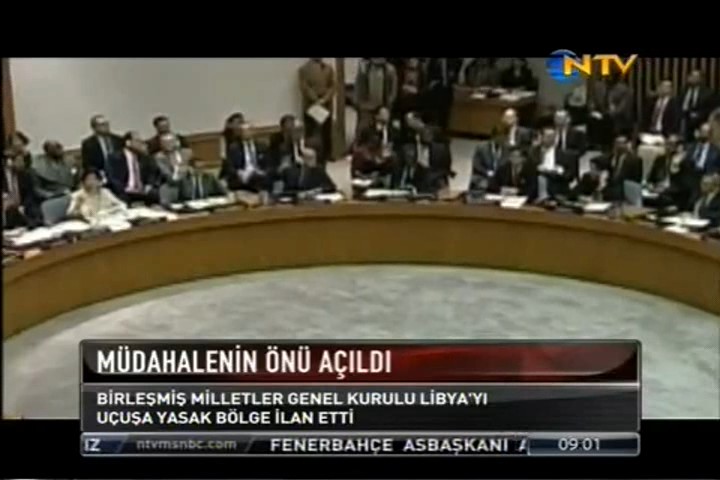 NTV
MÜDAHALENİN ÖNÜ AÇILDI
BİRLEŞMİŞ MİLLETLER GENEL KURULU LİBYA'YI
UÇUŞA YASAK BÖLGE İLAN ETTİ
IZ ntvmsnbc.com FENERBAHÇE ASBAŞKANI A 09:01